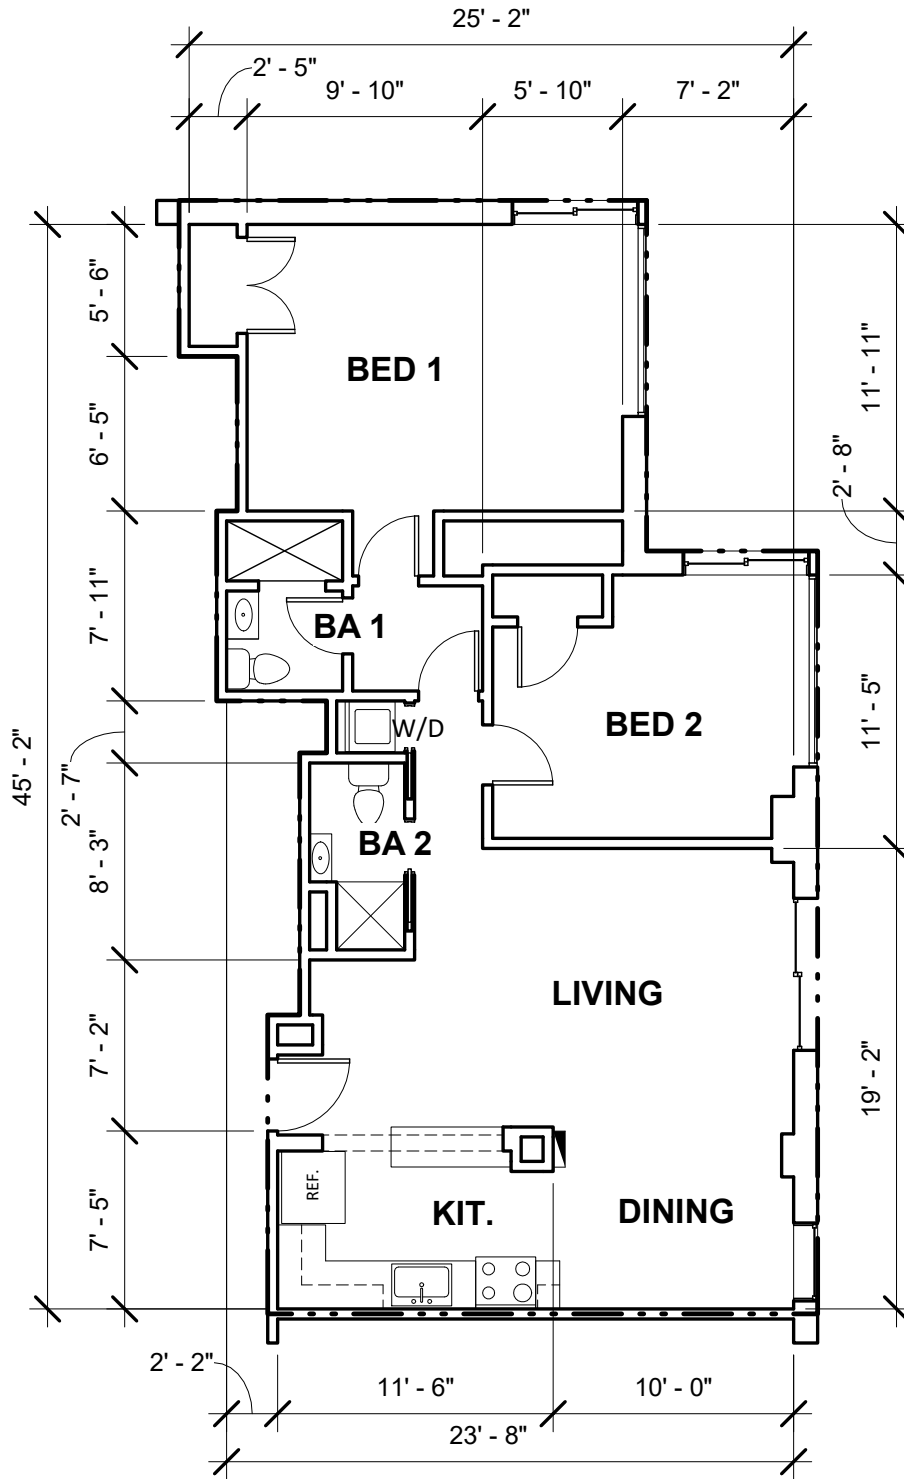 25' - 2"
2' - 5"
9' - 10"
5' - 10"
7' - 2"
5' - 6"
6' - 5"
7' - 11"
45' - 2"
2' - 7"
8' - 3"
7' - 2"
7' - 5"
11' - 11"
2' - 8"
11' - 5"
19' - 2"
BED 1
BA 1
W/D
BED 2
BA 2
LIVING
REF.
KIT.
DINING
2' - 2"
11' - 6"
10' - 0"
23' - 8"